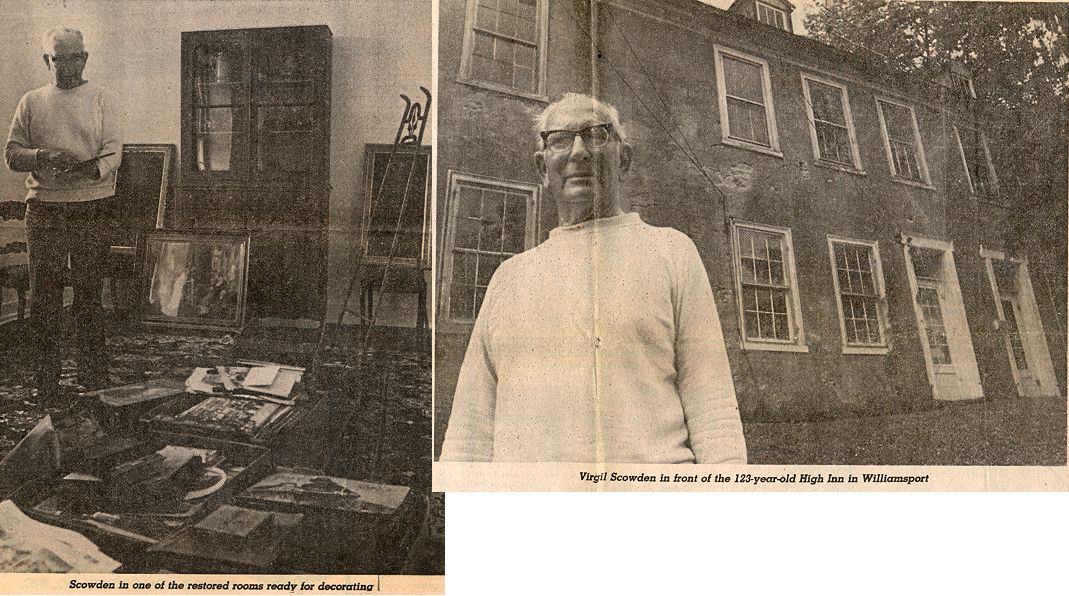 Virgil Scowden in front of the 123-year-old High Inn in Williamsport
Scowden in one of the restored rooms ready for decorating